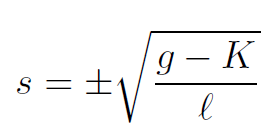 s = ±√((g − K)/ℓ)